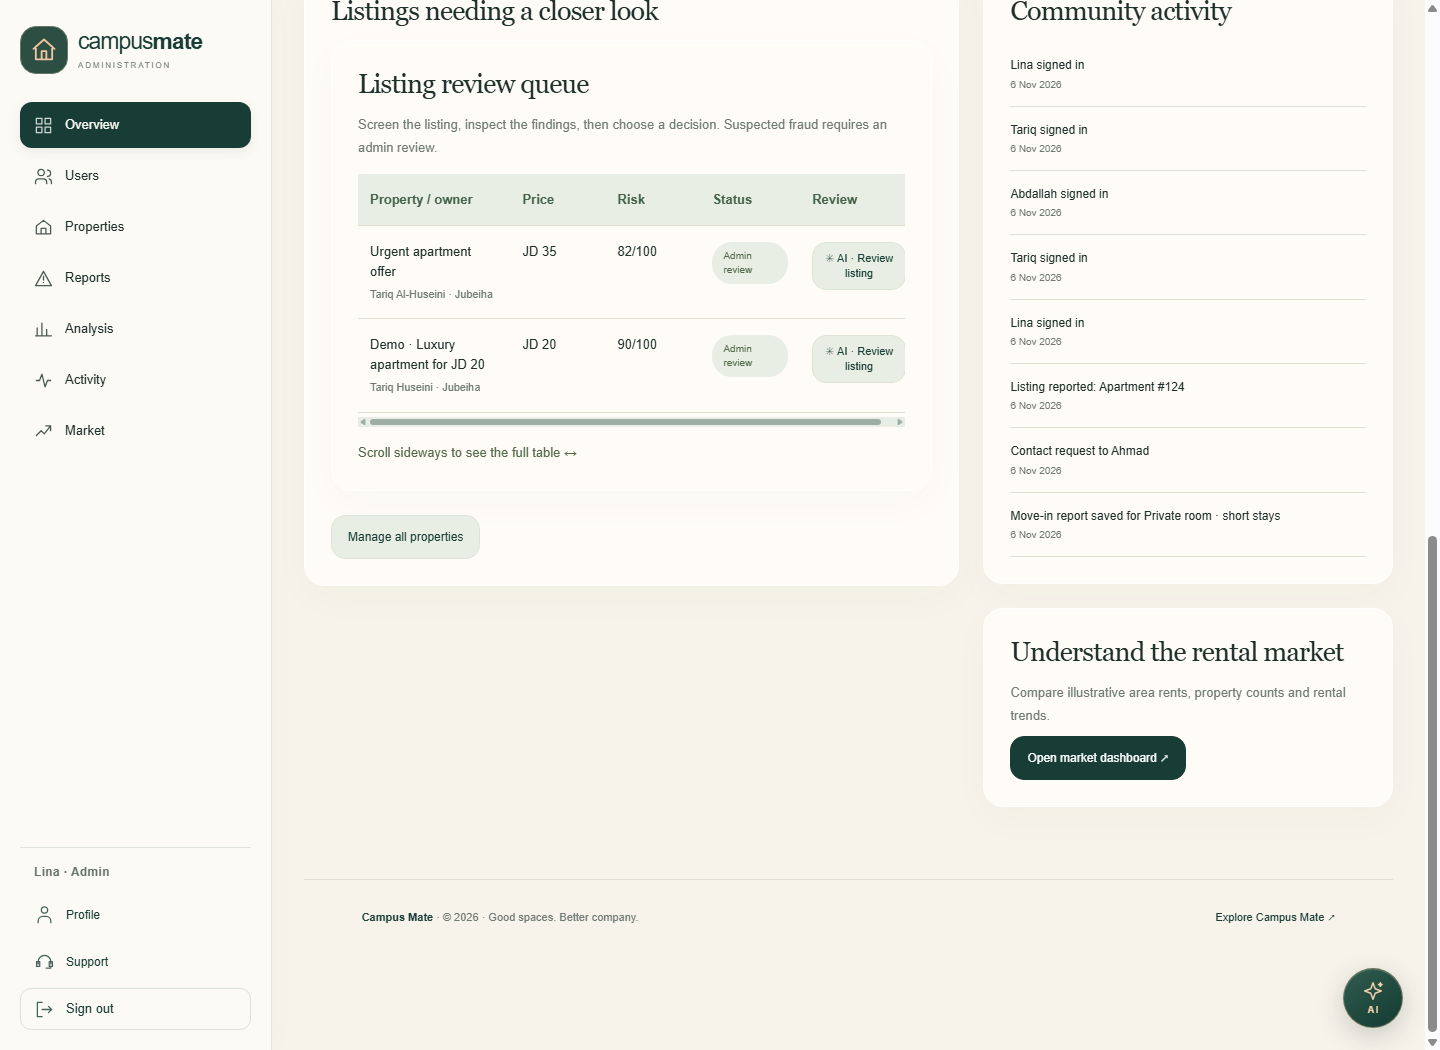 campusmate
ADMINISTRATION
Overview
Users
Properties
Reports
Analysis
Activity
Market
Lina · Admin
Profile
Support
Sign out
Listings needing a closer look
Listing review queue
Screen the listing, inspect the findings, then choose a decision. Suspected fraud requires an
admin review.
Property / owner Price Risk Status Review
Urgent apartment
offer
Tariq Al-Huseini · Jubeiha
JD 35
82/100
Admin
review
✳ AI · Review
listing
Demo · Luxury
apartment for JD 20
Tariq Huseini · Jubeiha
JD 20
90/100
Admin
review
✳ AI · Review
listing
Scroll sideways to see the full table ↔
Manage all properties
Community activity
Lina signed in
6 Nov 2026
Tariq signed in
6 Nov 2026
Abdallah signed in
6 Nov 2026
Tariq signed in
6 Nov 2026
Lina signed in
6 Nov 2026
Listing reported: Apartment #124
6 Nov 2026
Contact request to Ahmad
6 Nov 2026
Move-in report saved for Private room · short stays
6 Nov 2026
Understand the rental market
Compare illustrative area rents, property counts and rental
trends.
Open market dashboard ↗
Campus Mate · © 2026 · Good spaces. Better company.
Explore Campus Mate ↗
AI